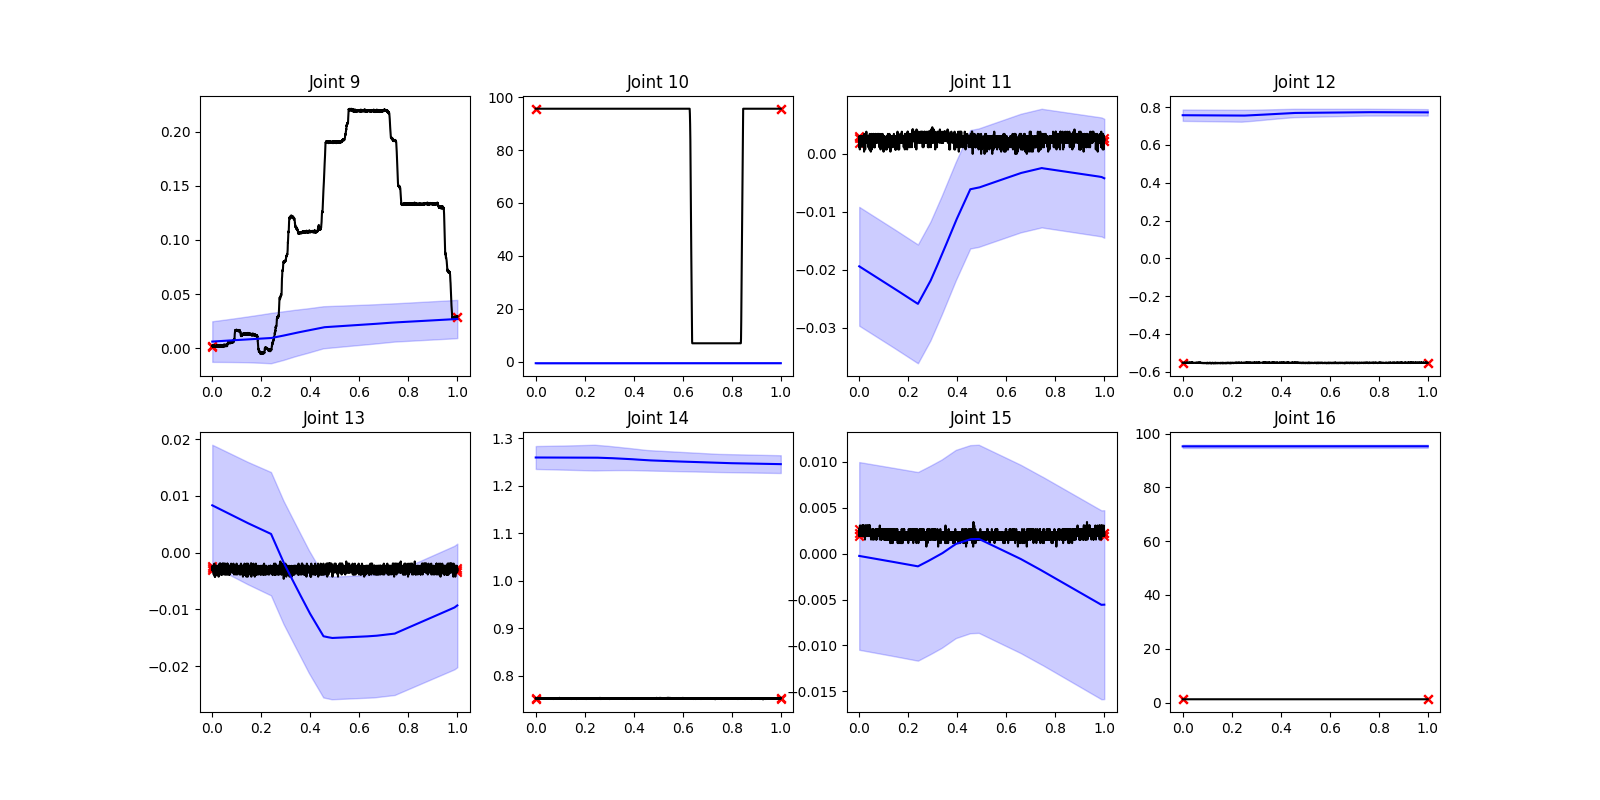 Joint 9
0.20
0.15
0.10
0.05
0.00
0.0 0.2 0.4 0.6 0.8 1.0
Joint 10
100
80
60
40
20
0
0.0 0.2 0.4 0.6 0.8 1.0
Joint 11
0.00
−0.01
−0.02
−0.03
0.0 0.2 0.4 0.6 0.8 1.0
Joint 12
0.8
0.6
0.4
0.2
0.0
−0.2
−0.4
−0.6
0.0 0.2 0.4 0.6 0.8 1.0
Joint 13
0.02
0.01
0.00
−0.01
−0.02
0.0 0.2 0.4 0.6 0.8 1.0
Joint 14
1.3
1.2
1.1
1.0
0.9
0.8
0.0 0.2 0.4 0.6 0.8 1.0
Joint 15
0.010
0.005
0.000
−0.005
−0.010
−0.015
0.0 0.2 0.4 0.6 0.8 1.0
Joint 16
100
80
60
40
20
0
0.0 0.2 0.4 0.6 0.8 1.0